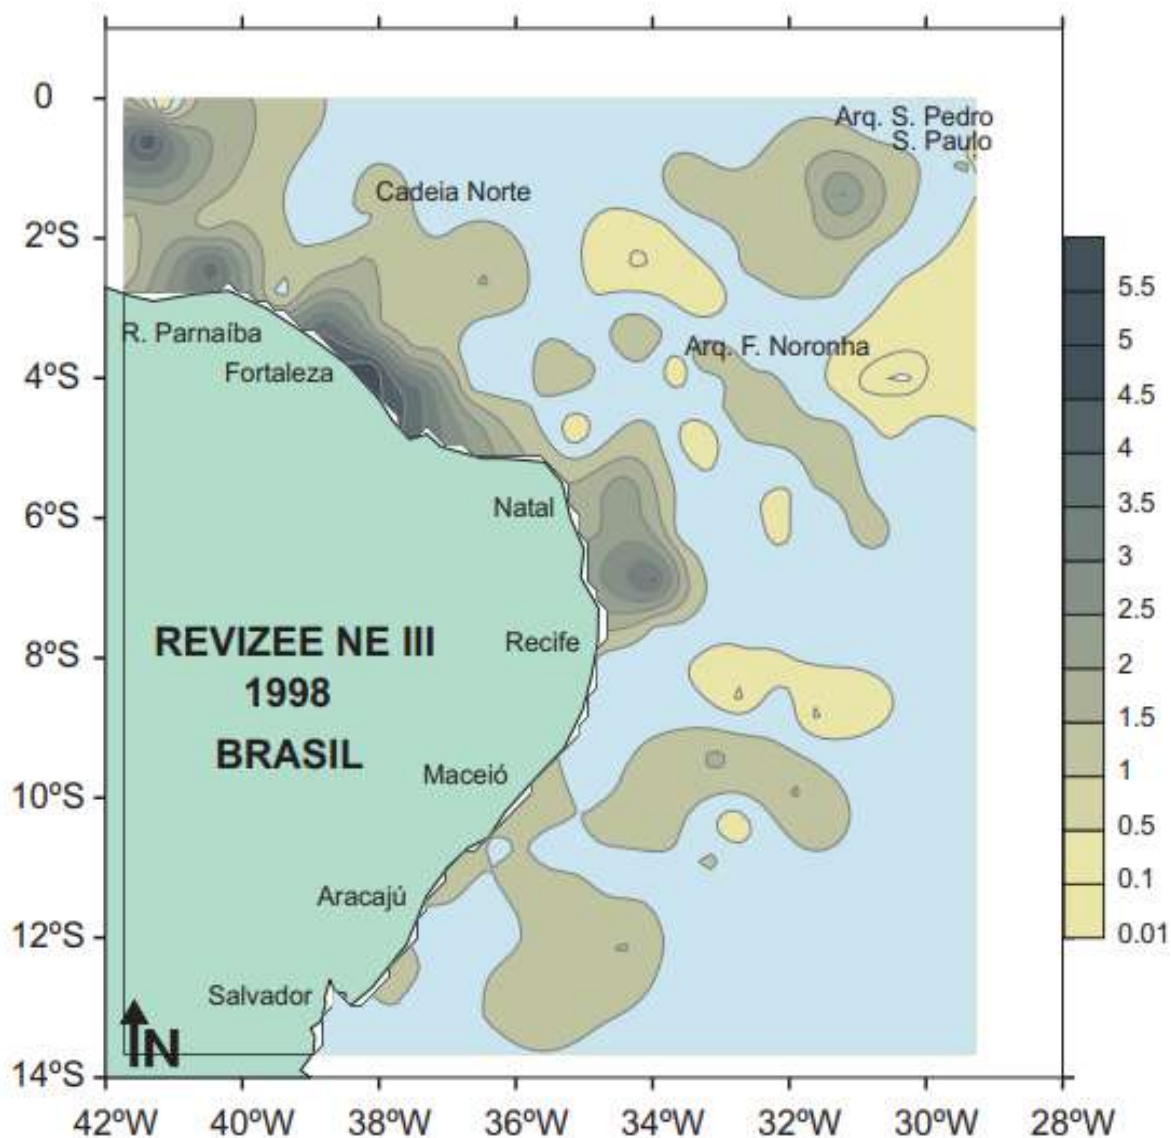 0
2ºS
4ºS
6ºS
8ºS
10ºS
12ºS
14ºS
42ºW
40ºW
38ºW
36ºW
34ºW
32ºW
30ºW
28ºW
Arq. S. Pedro
S. Paulo
Cadeia Norte
R. Parnaíba
Fortaleza
Arq. F. Noronha
Natal
Recife
REVIZEE NE III
1998
BRASIL
Maceió
Aracajú
Salvador
N
5.5
5
4.5
4
3.5
3
2.5
2
1.5
1
0.5
0.1
0.01